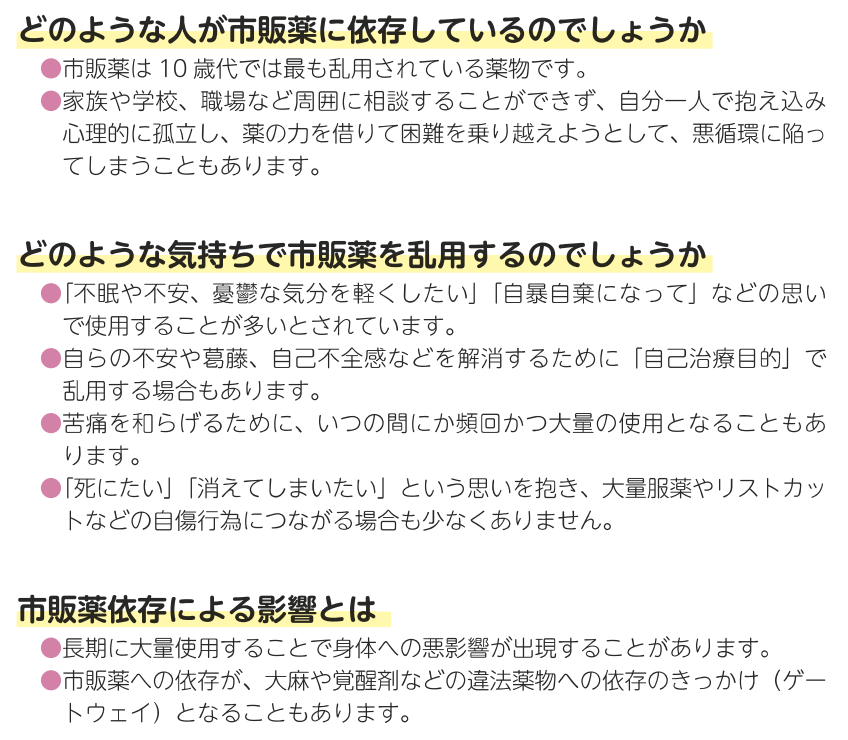 どのような人が市販薬に依存しているのでしょうか
●市販薬は 10 歳代では最も乱用されている薬物です。
●家族や学校、職場など周囲に相談することができず、自分一人で抱え込み
心理的に孤立し、薬の力を借りて困難を乗り越えようとして、悪循環に陥っ
てしまうこともあります。
どのような気持ちで市販薬を乱用するのでしょうか
●「不眠や不安、憂鬱な気分を軽くしたい」「自暴自棄になって」などの思い
で使用することが多いとされています。
●自らの不安や葛藤、自己不全感などを解消するために「自己治療目的」で
乱用する場合もあります。
●苦痛を和らげるために、いつの間にか頻回かつ大量の使用となることもあ
ります。
●「死にたい」「消えてしまいたい」という思いを抱き、大量服薬やリストカッ
トなどの自傷行為につながる場合も少なくありません。
市販薬依存による影響とは
●長期に大量使用することで身体への悪影響が出現することがあります。
●市販薬への依存が、大麻や覚醒剤などの違法薬物への依存のきっかけ（ゲー
トウェイ）となることもあります。